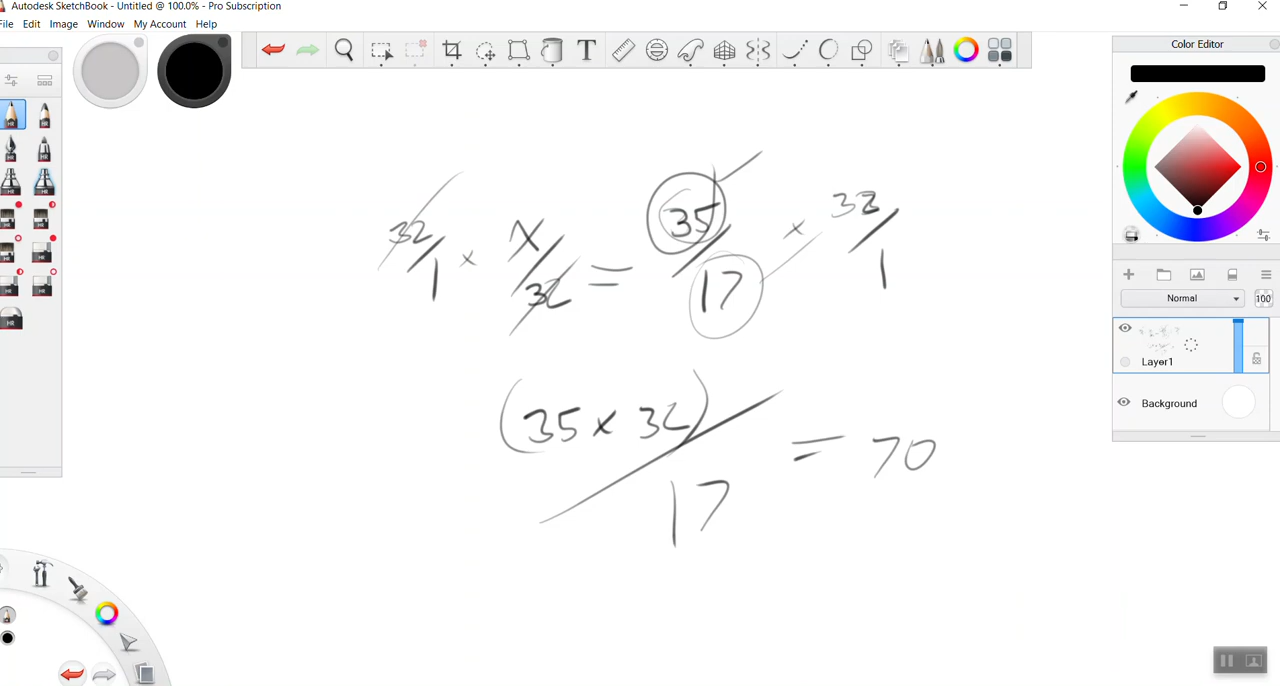 Autodesk SketchBook - Untitled @ 100.0% - Pro Subscription
File Edit Image Window My Account Help
T
Color Editor
Normal 100
Layer1
Background
32/1 × x/32 = 35/17 × 32/1
(35 × 32)/17 = 70